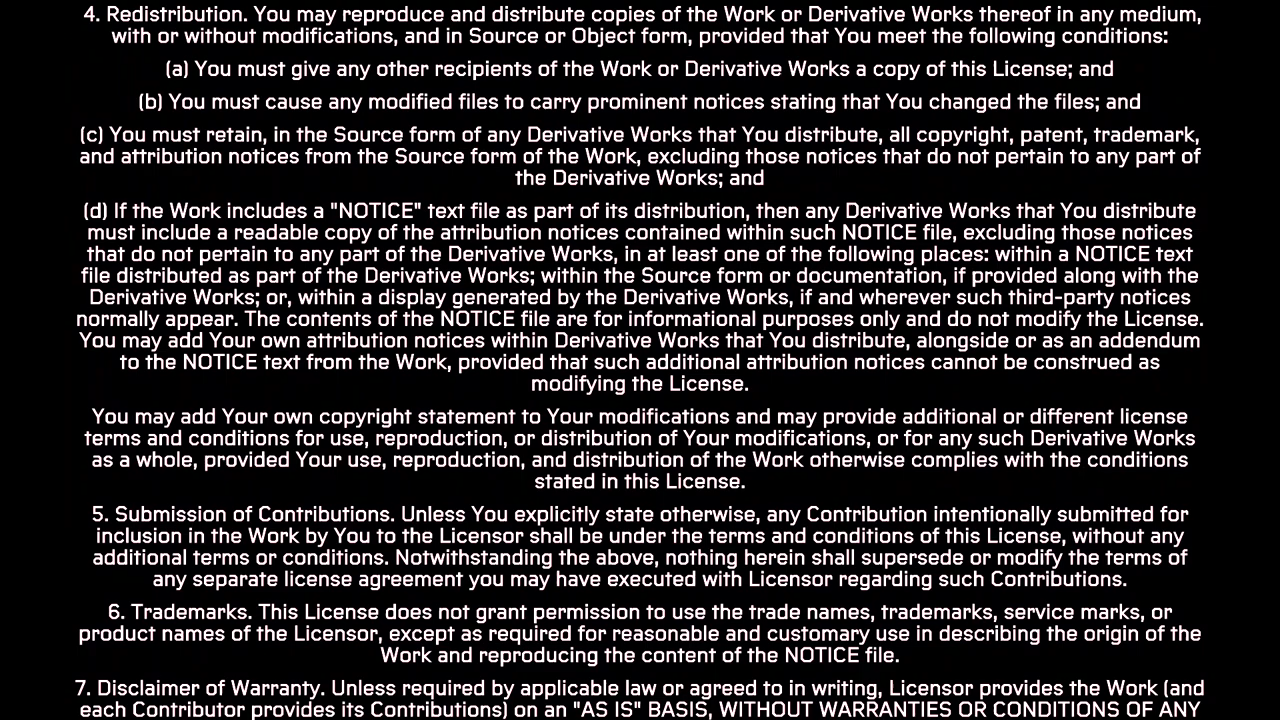 4. Redistribution. You may reproduce and distribute copies of the Work or Derivative Works thereof in any medium,
with or without modifications, and in Source or Object form, provided that You meet the following conditions:
(a) You must give any other recipients of the Work or Derivative Works a copy of this License; and
(b) You must cause any modified files to carry prominent notices stating that You changed the files; and
(c) You must retain, in the Source form of any Derivative Works that You distribute, all copyright, patent, trademark,
and attribution notices from the Source form of the Work, excluding those notices that do not pertain to any part of
the Derivative Works; and
(d) If the Work includes a "NOTICE" text file as part of its distribution, then any Derivative Works that You distribute
must include a readable copy of the attribution notices contained within such NOTICE file, excluding those notices
that do not pertain to any part of the Derivative Works, in at least one of the following places: within a NOTICE text
file distributed as part of the Derivative Works; within the Source form or documentation, if provided along with the
Derivative Works; or, within a display generated by the Derivative Works, if and wherever such third-party notices
normally appear. The contents of the NOTICE file are for informational purposes only and do not modify the License.
You may add Your own attribution notices within Derivative Works that You distribute, alongside or as an addendum
to the NOTICE text from the Work, provided that such additional attribution notices cannot be construed as
modifying the License.
You may add Your own copyright statement to Your modifications and may provide additional or different license
terms and conditions for use, reproduction, or distribution of Your modifications, or for any such Derivative Works
as a whole, provided Your use, reproduction, and distribution of the Work otherwise complies with the conditions
stated in this License.
5. Submission of Contributions. Unless You explicitly state otherwise, any Contribution intentionally submitted for
inclusion in the Work by You to the Licensor shall be under the terms and conditions of this License, without any
additional terms or conditions. Notwithstanding the above, nothing herein shall supersede or modify the terms of
any separate license agreement you may have executed with Licensor regarding such Contributions.
6. Trademarks. This License does not grant permission to use the trade names, trademarks, service marks, or
product names of the Licensor, except as required for reasonable and customary use in describing the origin of the
Work and reproducing the content of the NOTICE file.
7. Disclaimer of Warranty. Unless required by applicable law or agreed to in writing, Licensor provides the Work (and
each Contributor provides its Contributions) on an "AS IS" BASIS, WITHOUT WARRANTIES OR CONDITIONS OF ANY